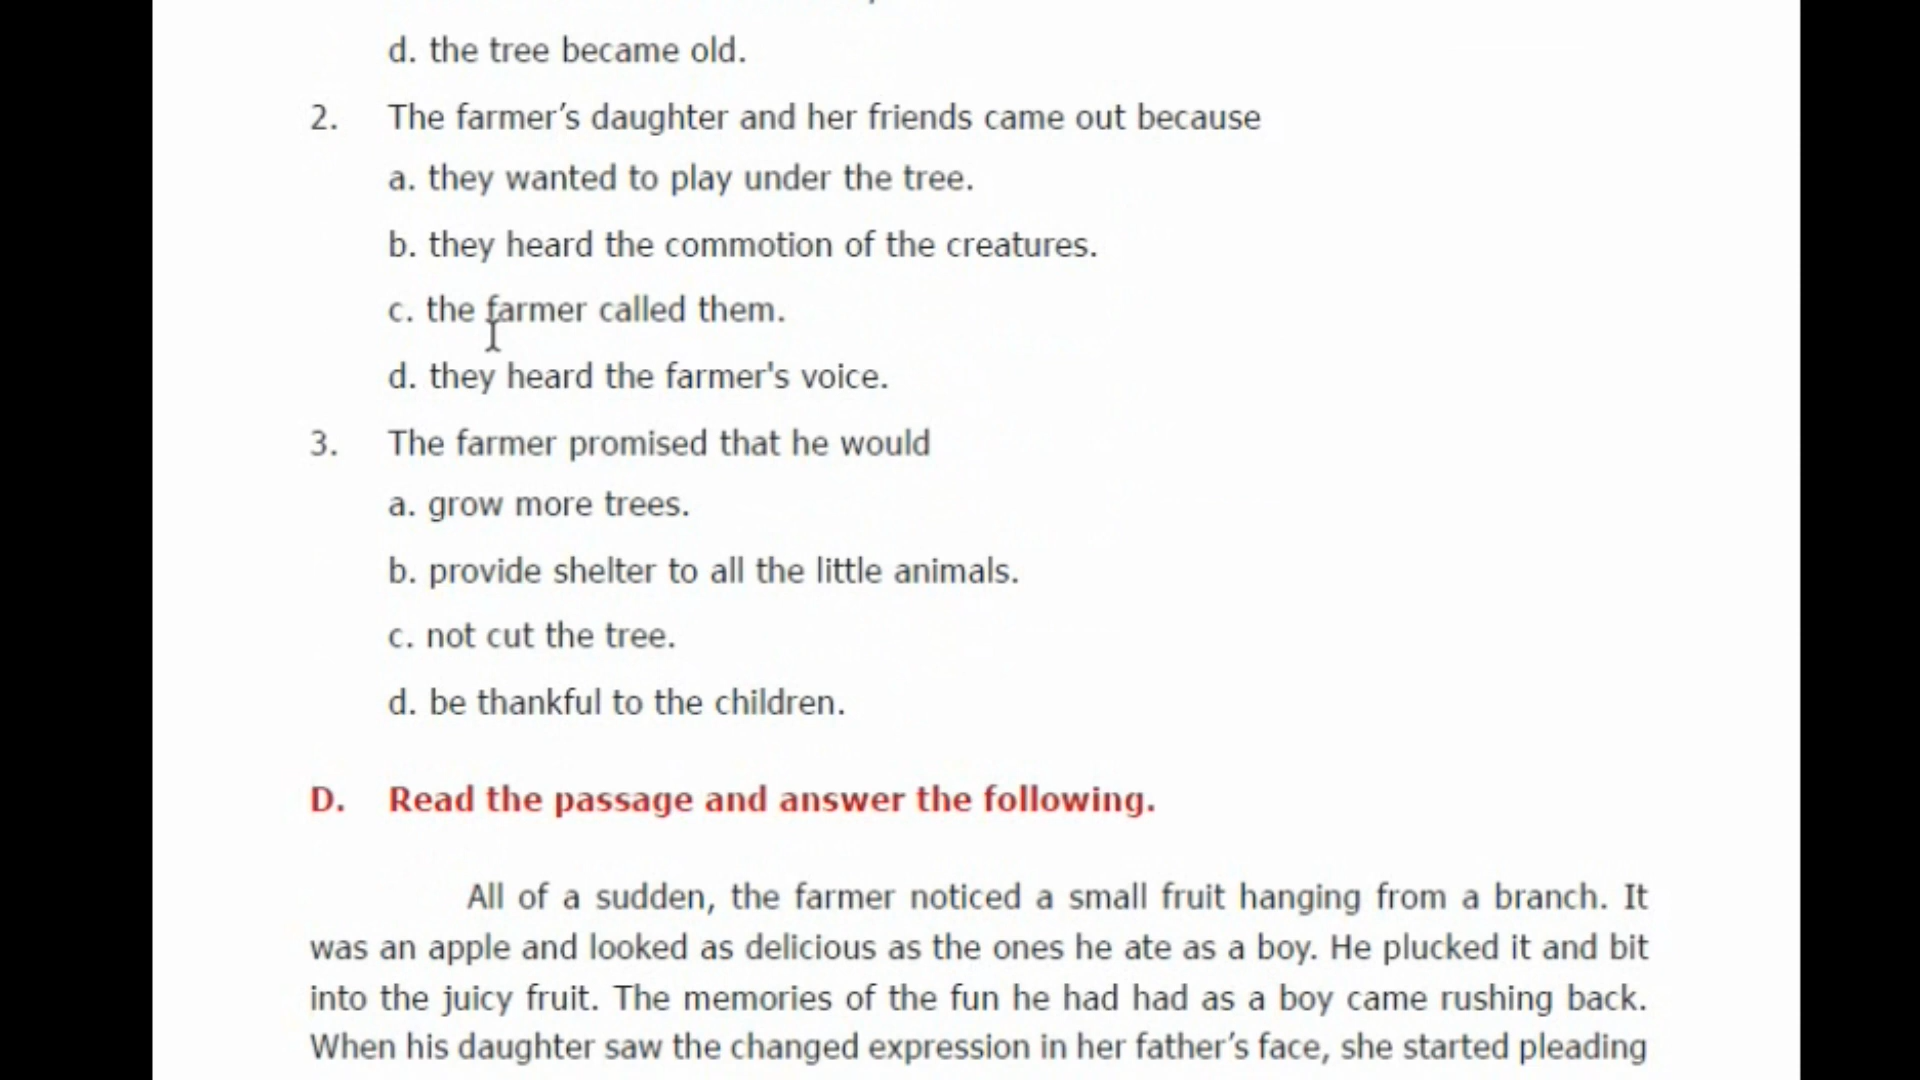 d. the tree became old.
2. The farmer’s daughter and her friends came out because
a. they wanted to play under the tree.
b. they heard the commotion of the creatures.
c. the farmer called them.
d. they heard the farmer's voice.
3. The farmer promised that he would
a. grow more trees.
b. provide shelter to all the little animals.
c. not cut the tree.
d. be thankful to the children.
D. Read the passage and answer the following.
All of a sudden, the farmer noticed a small fruit hanging from a branch. It
was an apple and looked as delicious as the ones he ate as a boy. He plucked it and bit
into the juicy fruit. The memories of the fun he had had as a boy came rushing back.
When his daughter saw the changed expression in her father’s face, she started pleading